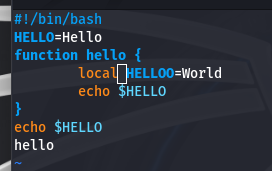 #!/bin/bash
HELLO=Hello
function hello {
        local HELLOO=World
        echo $HELLO
}
echo $HELLO
hello
~